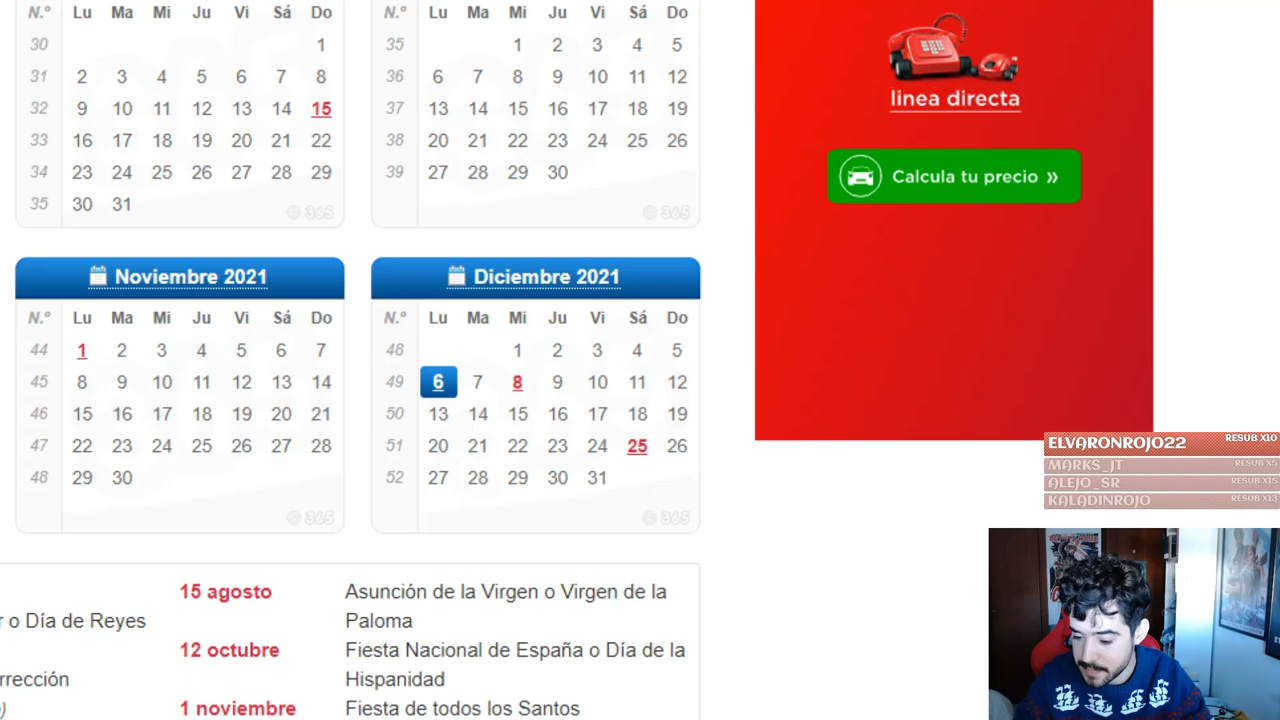 N.º Lu Ma Mi Ju Vi Sá Do
30 1
31 2 3 4 5 6 7 8
32 9 10 11 12 13 14 15
33 16 17 18 19 20 21 22
34 23 24 25 26 27 28 29
35 30 31
© 365
N.º Lu Ma Mi Ju Vi Sá Do
35 1 2 3 4 5
36 6 7 8 9 10 11 12
37 13 14 15 16 17 18 19
38 20 21 22 23 24 25 26
39 27 28 29 30
© 365
linea directa
Calcula tu precio »
Noviembre 2021
N.º Lu Ma Mi Ju Vi Sá Do
44 1 2 3 4 5 6 7
45 8 9 10 11 12 13 14
46 15 16 17 18 19 20 21
47 22 23 24 25 26 27 28
48 29 30
© 365
Diciembre 2021
N.º Lu Ma Mi Ju Vi Sá Do
48 1 2 3 4 5
49 6 7 8 9 10 11 12
50 13 14 15 16 17 18 19
51 20 21 22 23 24 25 26
52 27 28 29 30 31
© 365
ELVARONROJO22 RESUB X10
MARKS_JT RESUB X5
ALEJO_SR RESUB X15
KALADINROJO RESUB X13
r o Día de Reyes
rrección
)
15 agosto Asunción de la Virgen o Virgen de la
Paloma
12 octubre Fiesta Nacional de España o Día de la
Hispanidad
1 noviembre Fiesta de todos los Santos